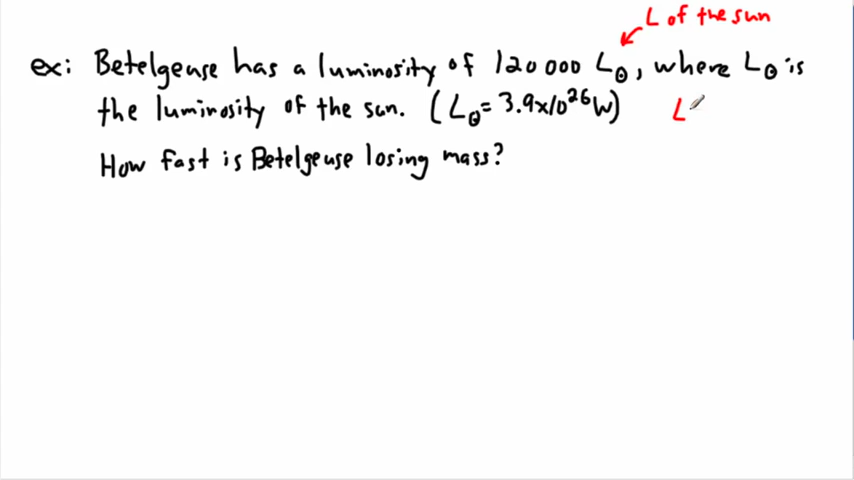 L of the sun
ex: Betelgeuse has a luminosity of 120 000 L⊙, where L⊙ is
the luminosity of the sun. (L⊙ = 3.9x10²⁶W) L
How fast is Betelgeuse losing mass?